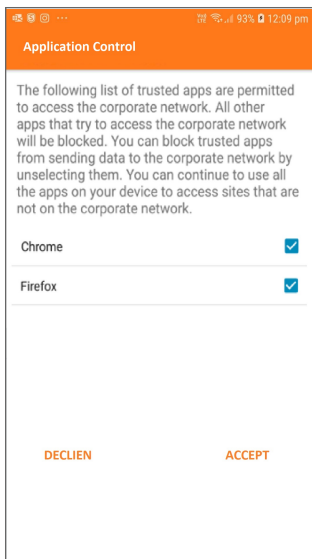 93% 12:09 pm
Application Control
The following list of trusted apps are permitted
to access the corporate network. All other
apps that try to access the corporate network
will be blocked. You can block trusted apps
from sending data to the corporate network by
unselecting them. You can continue to use all
the apps on your device to access sites that are
not on the corporate network.
Chrome
Firefox
DECLIEN ACCEPT